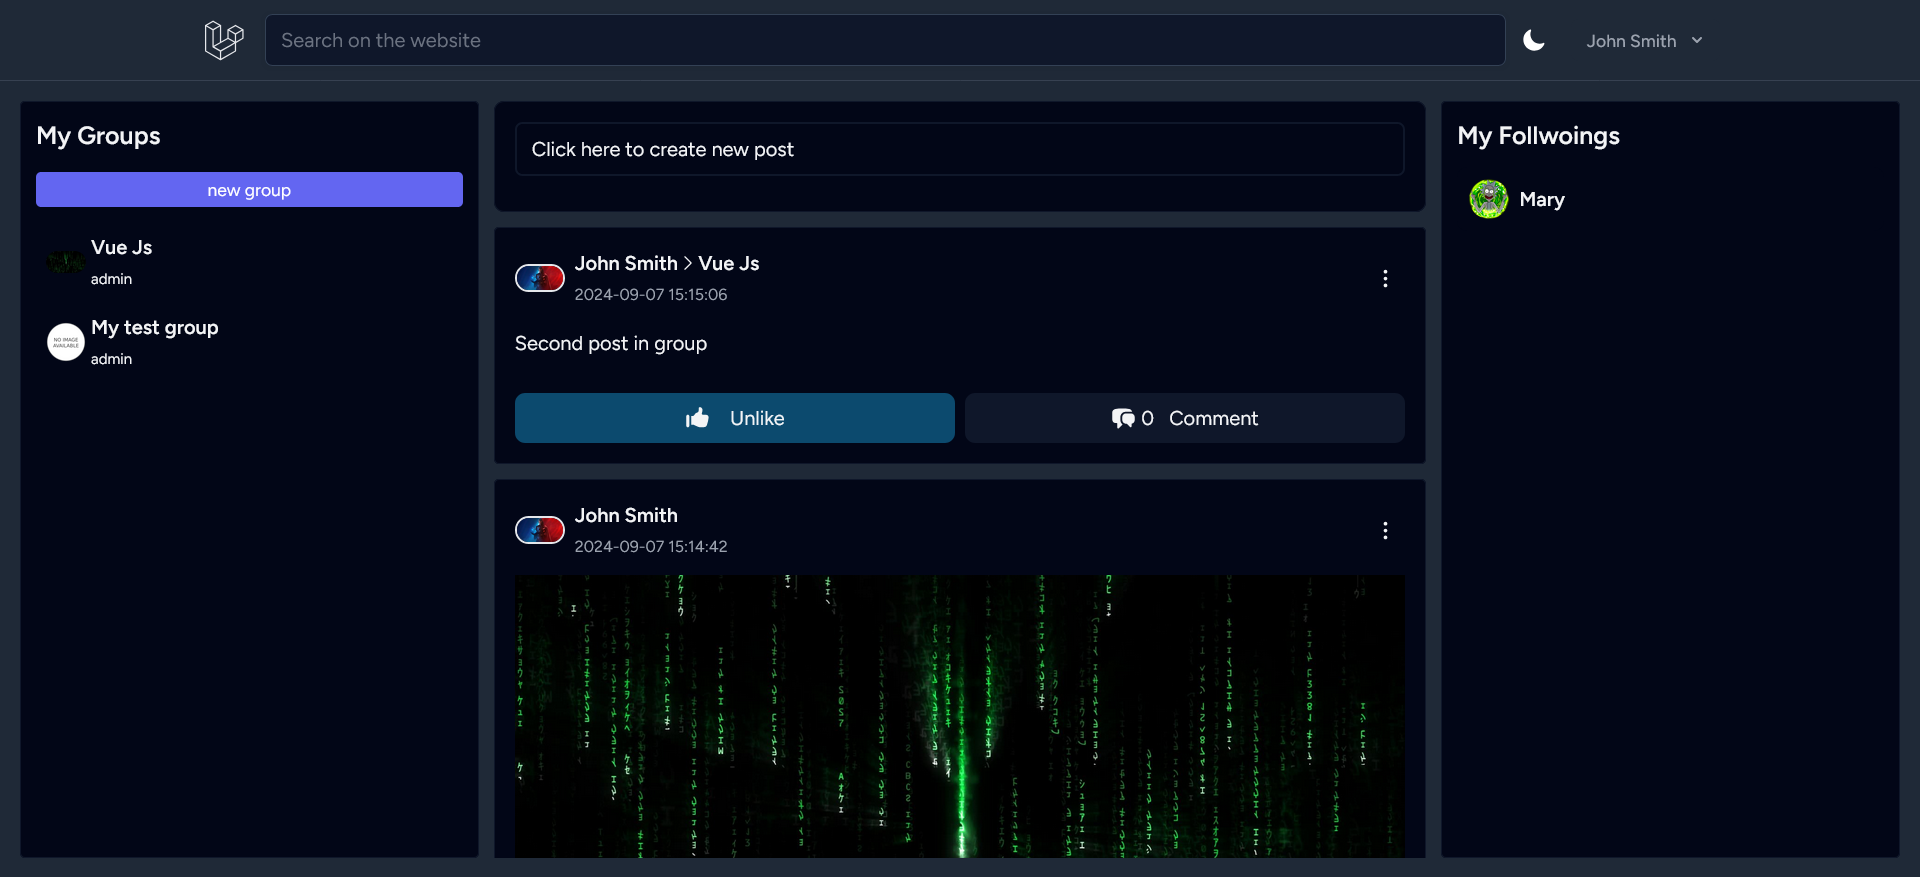 Search on the website
John Smith
My Groups
new group
Vue Js
admin
NO IMAGE
AVAILABLE
My test group
admin
Click here to create new post
John Smith > Vue Js
2024-09-07 15:15:06
Second post in group
Unlike
0 Comment
John Smith
2024-09-07 15:14:42
My Follwoings
Mary